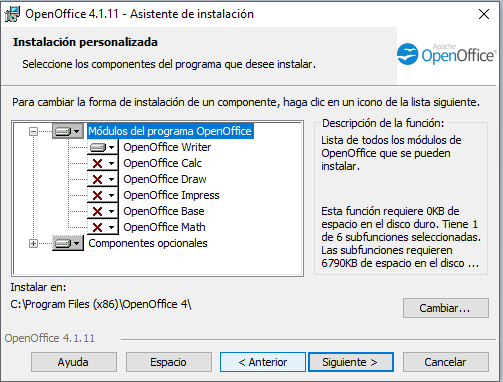 OpenOffice 4.1.11 - Asistente de instalación
Instalación personalizada
Seleccione los componentes del programa que desee instalar.
Apache
OpenOffice™
Para cambiar la forma de instalación de un componente, haga clic en un icono de la lista siguiente.
Módulos del programa OpenOffice
OpenOffice Writer
OpenOffice Calc
OpenOffice Draw
OpenOffice Impress
OpenOffice Base
OpenOffice Math
Componentes opcionales
Descripción de la función:
Lista de todos los módulos de
OpenOffice que se pueden
instalar.
Esta función requiere 0KB de
espacio en el disco duro. Tiene 1
de 6 subfunciones seleccionadas.
Las subfunciones requieren
6790KB de espacio en el disco ...
Instalar en:
C:\Program Files (x86)\OpenOffice 4\
Cambiar...
OpenOffice 4.1.11
Ayuda
Espacio
< Anterior
Siguiente >
Cancelar